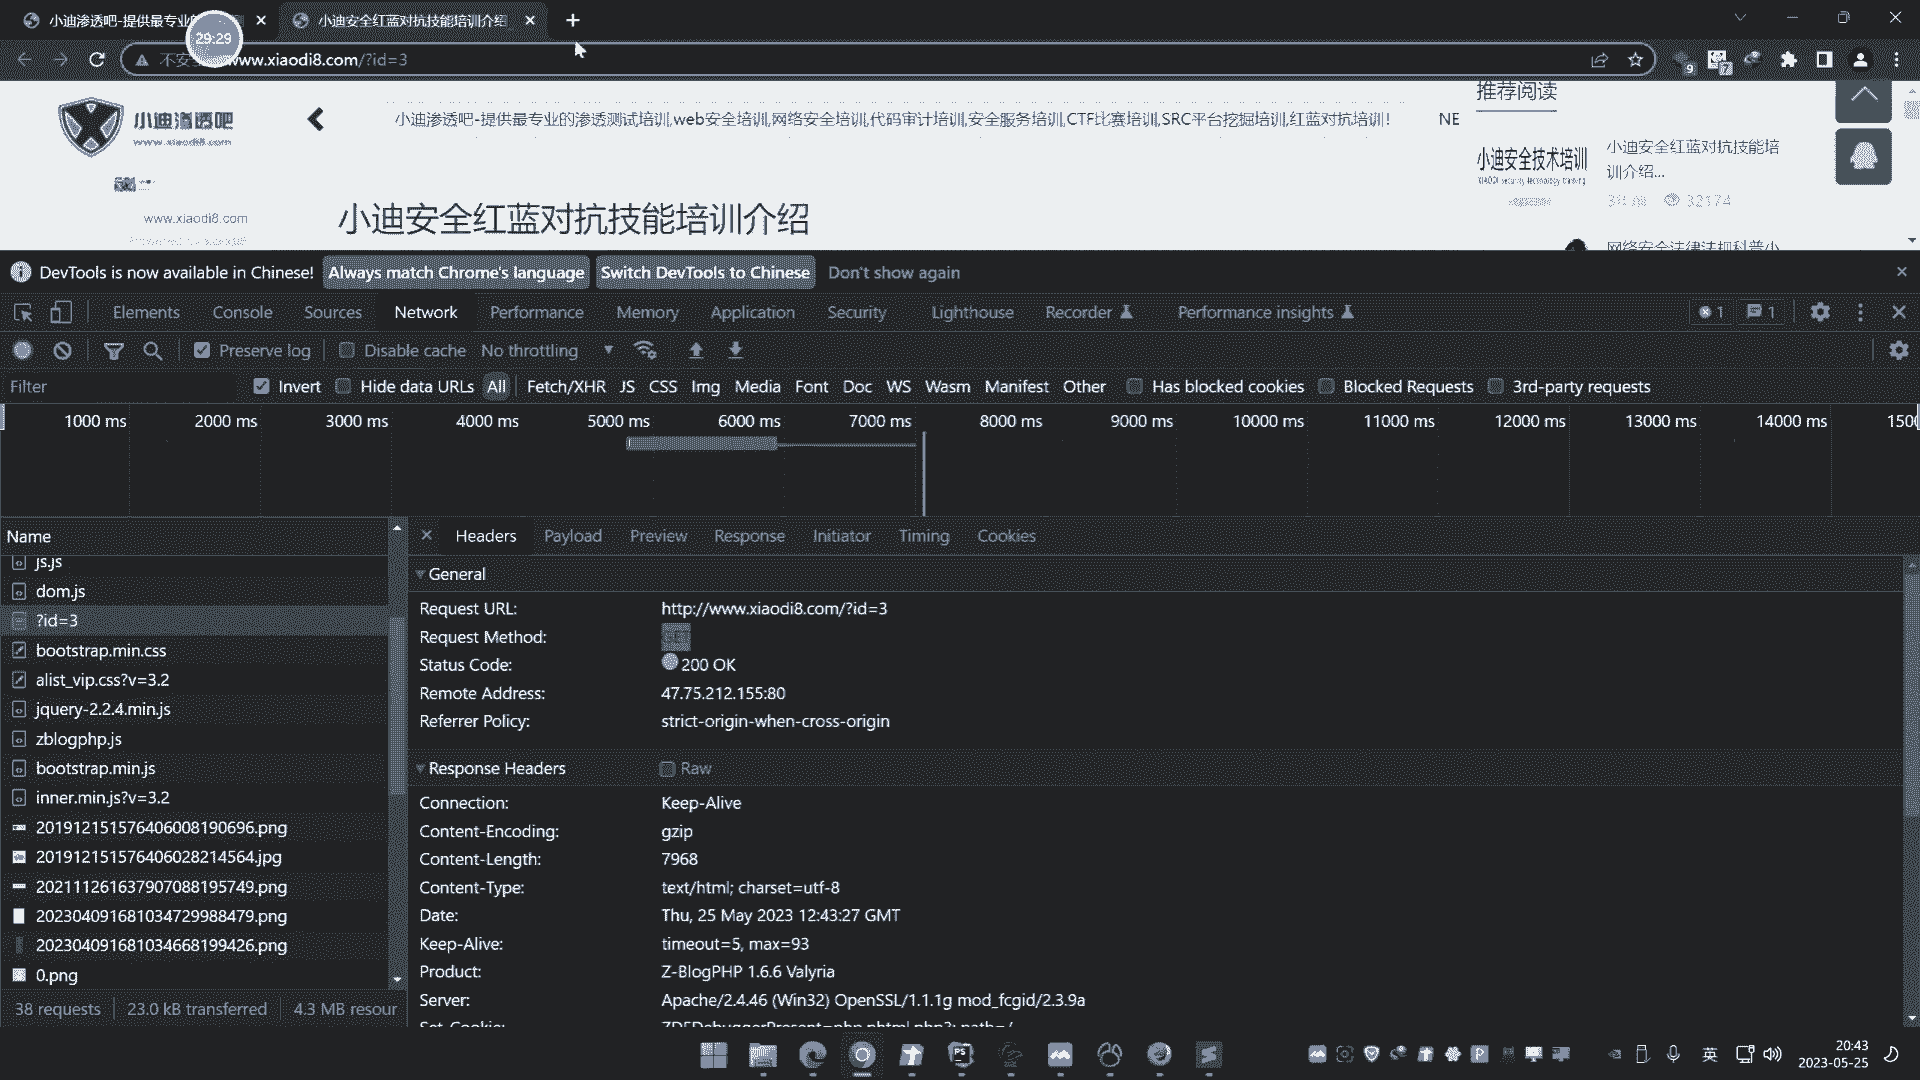 小迪渗透吧-提供最专业的
小迪安全红蓝对抗技能培训介绍
29:29
www.xiaodi8.com/?id=3
9
7
小迪渗透吧
www.xiaodi8.com
www.xiaodi8.com
小迪渗透吧-提供最专业的渗透测试培训,web安全培训,网络安全培训,代码审计培训,安全服务培训,CTF比赛培训,SRC平台挖掘培训,红蓝对抗培训!
NE
小迪安全红蓝对抗技能培训介绍
推荐阅读
小迪安全技术培训
小迪安全红蓝对抗技能培
训介绍...
32174
网络安全法律法规科普小
DevTools is now available in Chinese!
Always match Chrome's language
Switch DevTools to Chinese
Don't show again
Elements Console Sources Network Performance Memory Application Security Lighthouse Recorder Performance insights
1
1
Preserve log
Disable cache
No throttling
Filter
Invert
Hide data URLs
All Fetch/XHR JS CSS Img Media Font Doc WS Wasm Manifest Other
Has blocked cookies
Blocked Requests
3rd-party requests
1000 ms 2000 ms 3000 ms 4000 ms 5000 ms 6000 ms 7000 ms 8000 ms 9000 ms 10000 ms 11000 ms 12000 ms 13000 ms 14000 ms 1500
Name
js.js
dom.js
?id=3
bootstrap.min.css
alist_vip.css?v=3.2
jquery-2.2.4.min.js
zblogphp.js
bootstrap.min.js
inner.min.js?v=3.2
201912151576406008190696.png
201912151576406028214564.jpg
202111261637907088195749.png
202304091681034729988479.png
202304091681034668199426.png
0.png
38 requests
23.0 kB transferred
4.3 MB resour
Headers Payload Preview Response Initiator Timing Cookies
General
Request URL: http://www.xiaodi8.com/?id=3
Request Method:
Status Code: 200 OK
Remote Address: 47.75.212.155:80
Referrer Policy: strict-origin-when-cross-origin
Response Headers
Raw
Connection: Keep-Alive
Content-Encoding: gzip
Content-Length: 7968
Content-Type: text/html; charset=utf-8
Date: Thu, 25 May 2023 12:43:27 GMT
Keep-Alive: timeout=5, max=93
Product: Z-BlogPHP 1.6.6 Valyria
Server: Apache/2.4.46 (Win32) OpenSSL/1.1.1g mod_fcgid/2.3.9a
英
20:43
2023-05-25